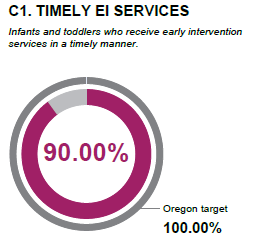 C1. TIMELY EI SERVICES
Infants and toddlers who receive early intervention
services in a timely manner.
90.00%
Oregon target
100.00%